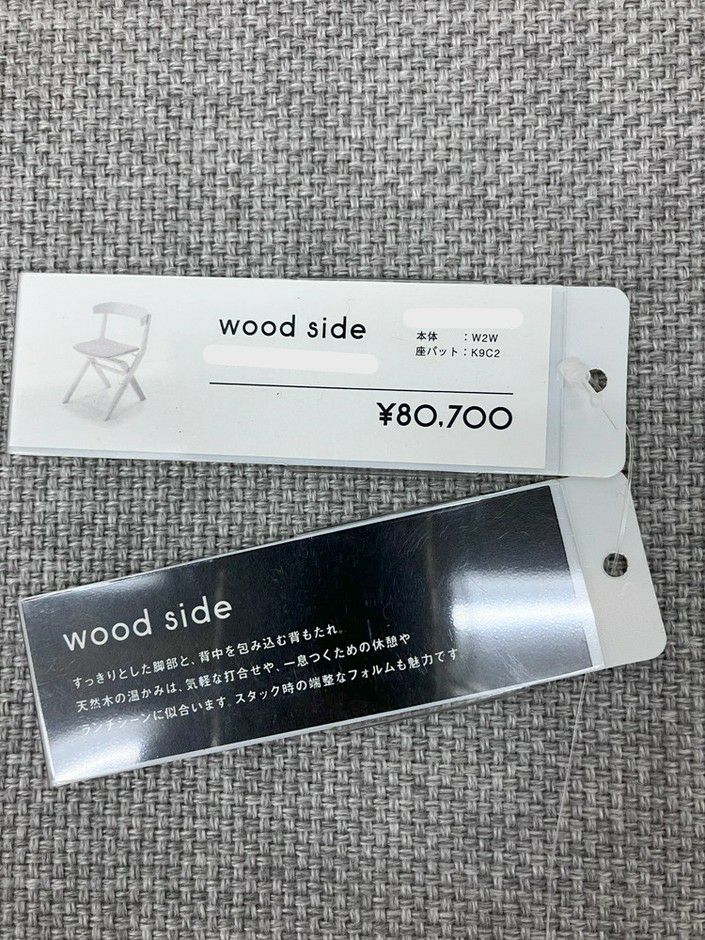 wood side
本体　：W2W
座パット：K9C2
¥80,700
wood side
すっきりとした脚部と、背中を包み込む背もたれ。
天然木の温かみは、気軽な打合せや、一息つくための休憩や
ランチシーンに似合います。スタック時の端整なフォルムも魅力です。